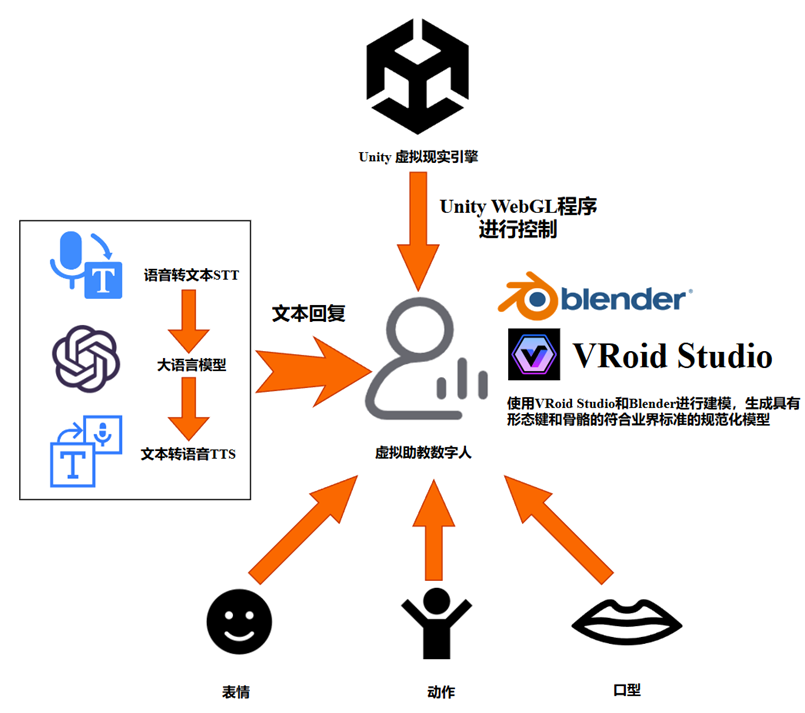 Unity 虚拟现实引擎
Unity WebGL程序
进行控制
语音转文本STT
T
大语言模型
文本转语音TTS
T
文本回复
blender
VRoid Studio
使用VRoid Studio和Blender进行建模，生成具有
形态键和骨骼的符合业界标准的规范化模型
虚拟助教数字人
表情
动作
口型